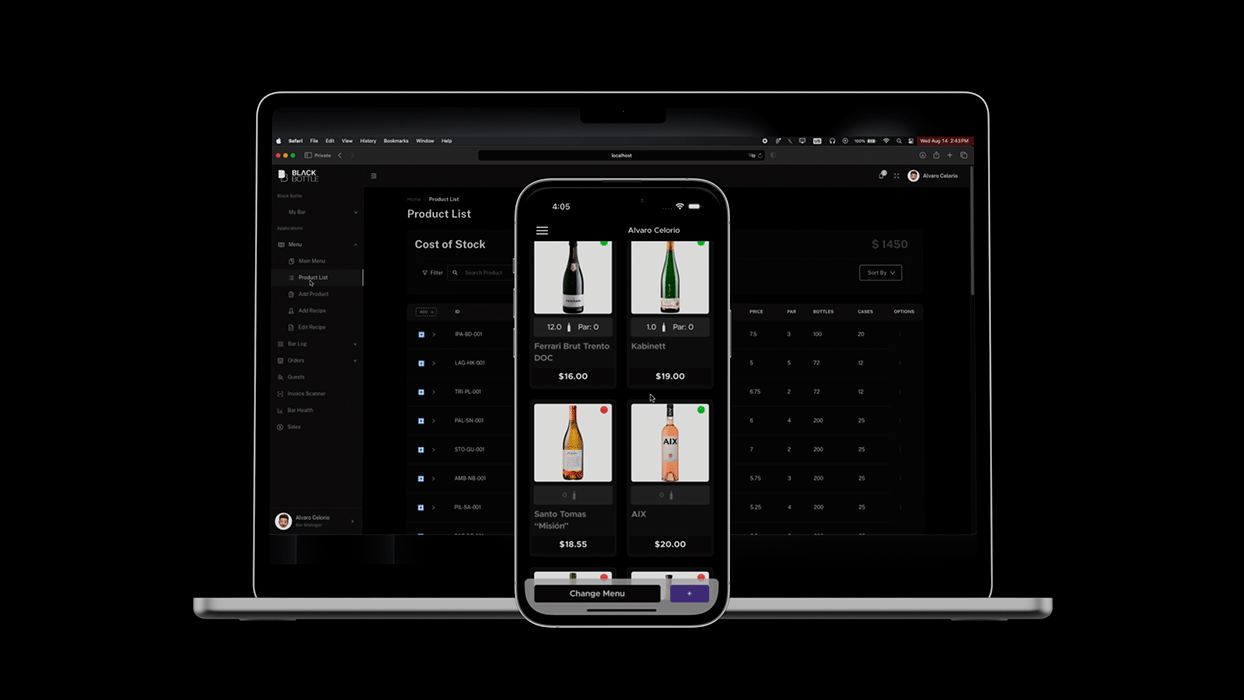 Safari File Edit View History Bookmarks Window Help
100%
Wed Aug 14 2:43PM
Private
localhost
BLACK
BOTTLE
Alvaro Celorio
Black Bottle
My Bar
Applications
Menu
Main Menu
Product List
Add Product
Add Recipe
Edit Recipe
Bar Log
Orders
Guests
Invoice Scanner
Bar Health
Sales
Alvaro Celorio
Bar Manager
Home Product List
Product List
Cost of Stock
$ 1450
Filter
Search Product
Sort By
ID PRICE PAR BOTTLES CASES OPTIONS
IPA-BD-001 7.5 3 100 20
LAG-HK-001 5 5 72 12
TRI-PL-001 6.75 2 72 12
PAL-SN-001 6 4 200 25
STO-GU-001 7 2 200 25
AMB-NB-001 5.75 3 200 25
PIL-SA-001 5.25 4 200 25
4:05
Alvaro Celorio
12.0 Par: 0
Ferrari Brut Trento
DOC
$16.00
1.0 Par: 0
Kabinett
$19.00
0
Santo Tomas
“Misión”
$18.55
AIX
0
AIX
$20.00
Change Menu
+